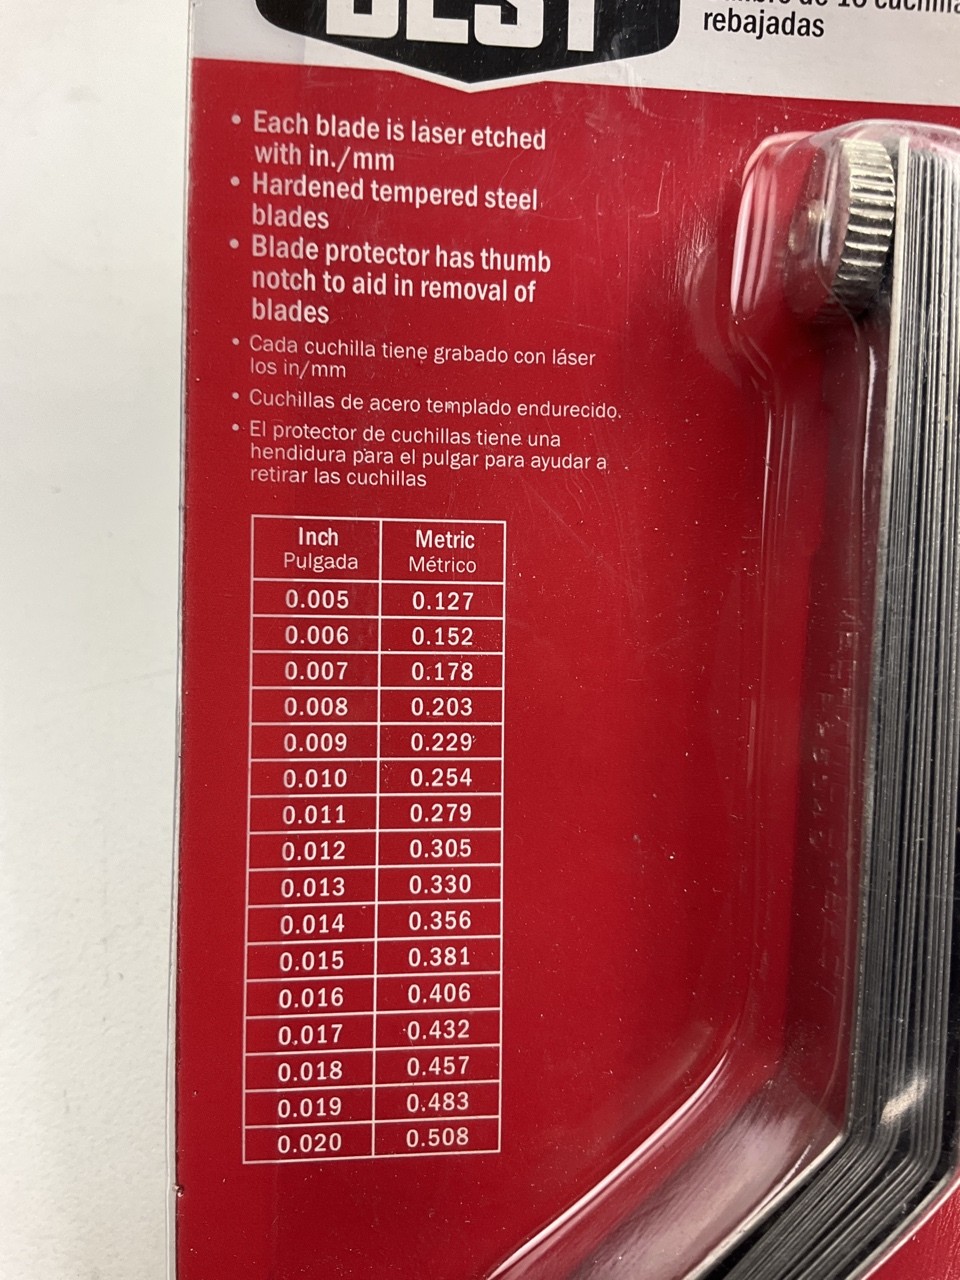 BEST
de 16
rebajadas
• Each blade is laser etched
with in./mm
• Hardened tempered steel
blades
• Blade protector has thumb
notch to aid in removal of
blades
• Cada cuchilla tiene grabado con láser
los in/mm
• Cuchillas de acero templado endurecido.
• El protector de cuchillas tiene una
hendidura para el pulgar para ayudar a
retirar las cuchillas
Inch Metric
Pulgada Métrico
0.005 0.127
0.006 0.152
0.007 0.178
0.008 0.203
0.009 0.229
0.010 0.254
0.011 0.279
0.012 0.305
0.013 0.330
0.014 0.356
0.015 0.381
0.016 0.406
0.017 0.432
0.018 0.457
0.019 0.483
0.020 0.508